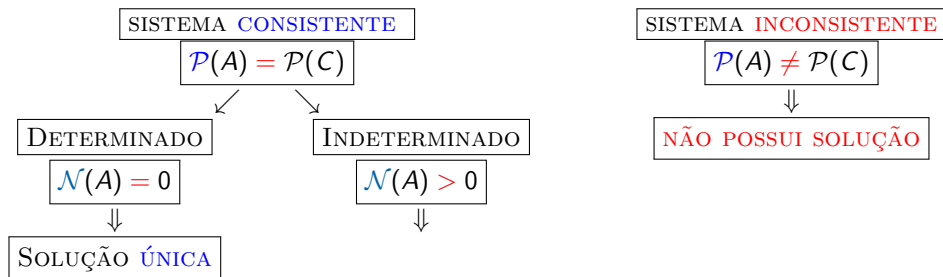 SISTEMA CONSISTENTE
𝒫(A) = 𝒫(C)
DETERMINADO
𝒩(A) = 0
⇓
SOLUÇÃO ÚNICA
INDETERMINADO
𝒩(A) > 0
⇓
SISTEMA INCONSISTENTE
𝒫(A) ≠ 𝒫(C)
⇓
NÃO POSSUI SOLUÇÃO